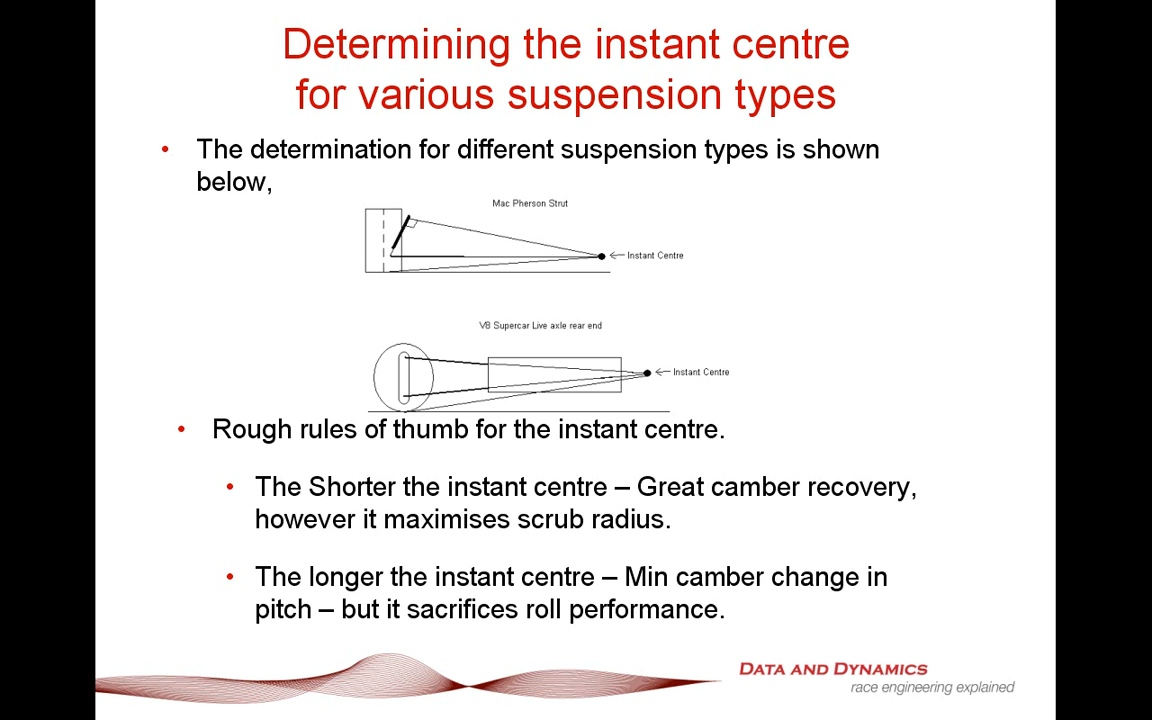 Determining the instant centre
for various suspension types
• The determination for different suspension types is shown
below,
Mac Pherson Strut
Instant Centre
V8 Supercar Live axle rear end
Instant Centre
• Rough rules of thumb for the instant centre.
• The Shorter the instant centre – Great camber recovery,
however it maximises scrub radius.
• The longer the instant centre – Min camber change in
pitch – but it sacrifices roll performance.
DATA AND DYNAMICS
race engineering explained